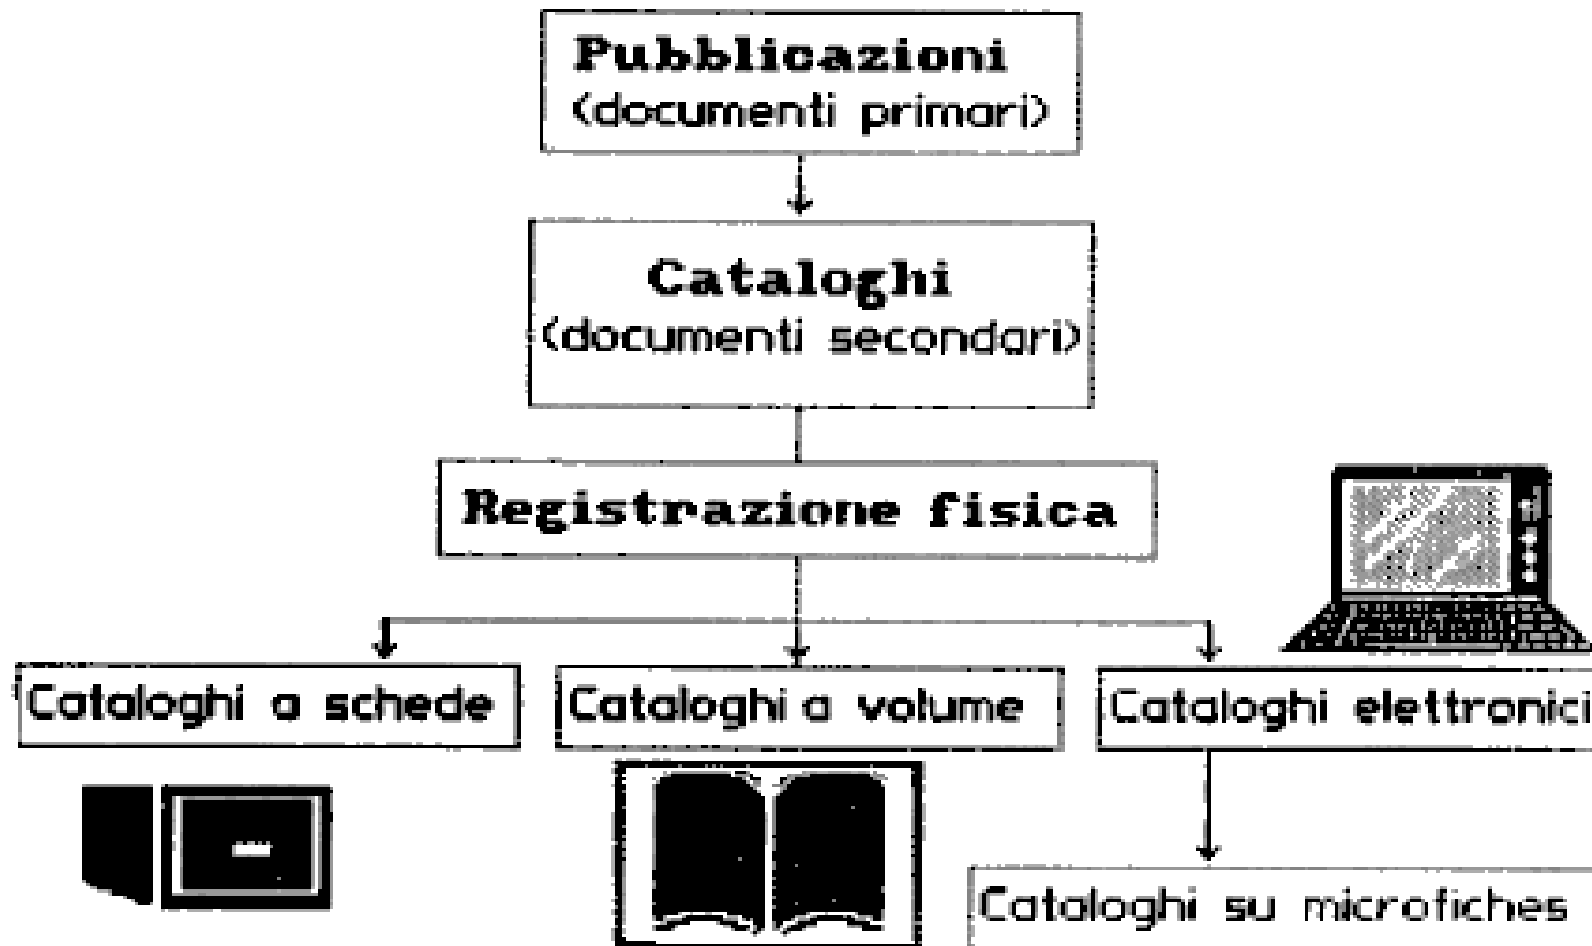 Pubblicazioni
(documenti primari)
Cataloghi
(documenti secondari)
Registrazione fisica
Cataloghi a schede
Cataloghi a volume
Cataloghi elettronici
Cataloghi su microfiches